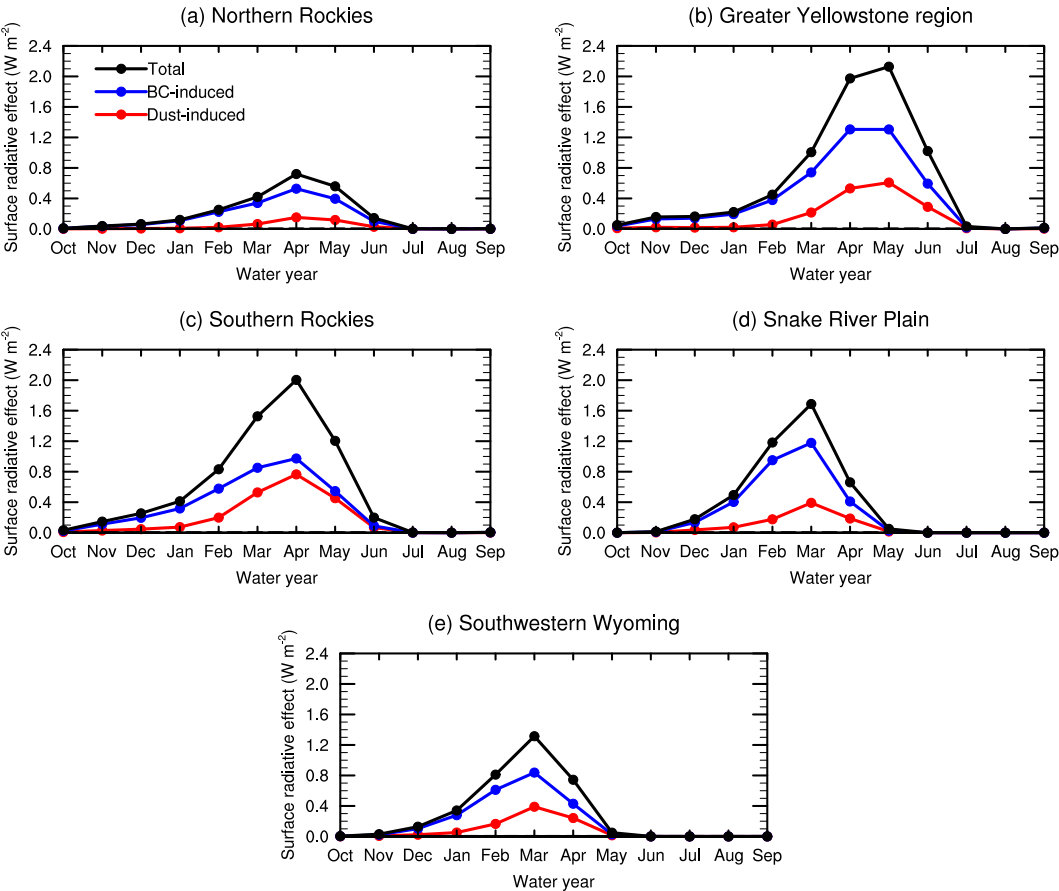 (a) Northern Rockies
Surface radiative effect (W m-2)
2.4
2.0
1.6
1.2
0.8
0.4
0.0
Total
BC-induced
Dust-induced
Oct Nov Dec Jan Feb Mar Apr May Jun Jul Aug Sep
Water year
(b) Greater Yellowstone region
Surface radiative effect (W m-2)
2.4
2.0
1.6
1.2
0.8
0.4
0.0
Oct Nov Dec Jan Feb Mar Apr May Jun Jul Aug Sep
Water year
(c) Southern Rockies
Surface radiative effect (W m-2)
2.4
2.0
1.6
1.2
0.8
0.4
0.0
Oct Nov Dec Jan Feb Mar Apr May Jun Jul Aug Sep
Water year
(d) Snake River Plain
Surface radiative effect (W m-2)
2.4
2.0
1.6
1.2
0.8
0.4
0.0
Oct Nov Dec Jan Feb Mar Apr May Jun Jul Aug Sep
Water year
(e) Southwestern Wyoming
Surface radiative effect (W m-2)
2.4
2.0
1.6
1.2
0.8
0.4
0.0
Oct Nov Dec Jan Feb Mar Apr May Jun Jul Aug Sep
Water year